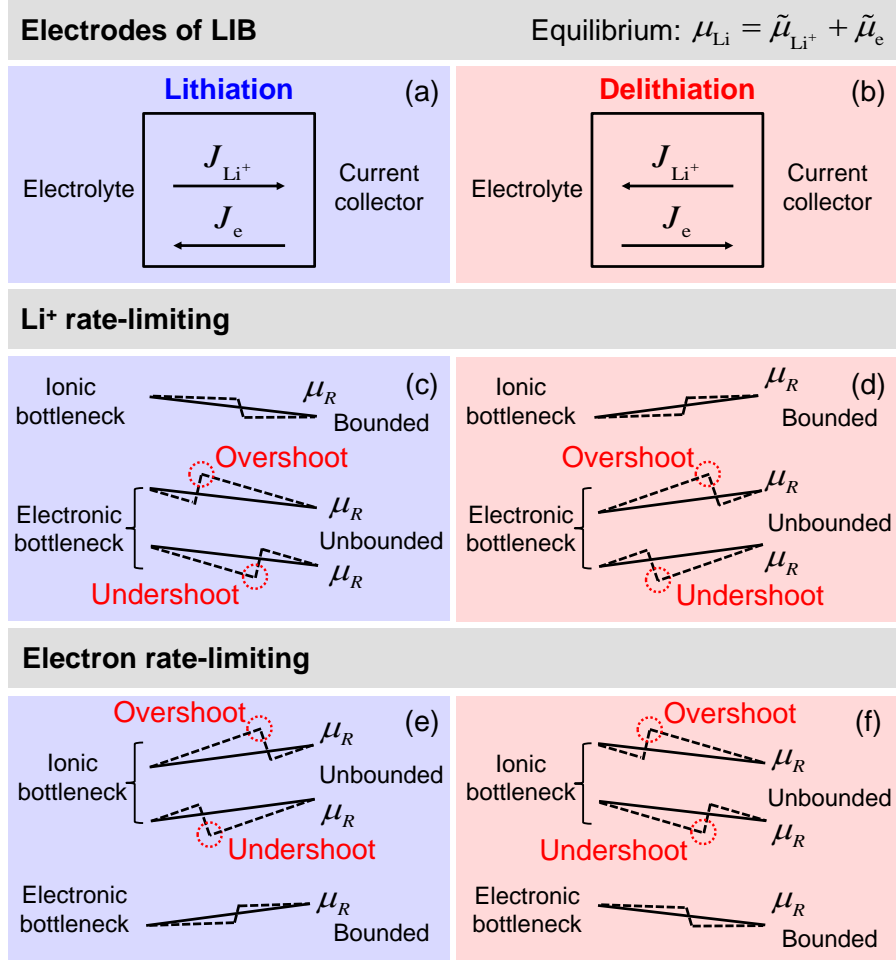 Electrodes of LIB
Equilibrium: μ_Li = μ̃_Li⁺ + μ̃_e
Lithiation
(a)
J_Li⁺
Electrolyte
Current
collector
J_e
Delithiation
(b)
J_Li⁺
Electrolyte
Current
collector
J_e
Li⁺ rate-limiting
(c)
Ionic
bottleneck
μ_R
Bounded
Overshoot
μ_R
Electronic
bottleneck
Unbounded
μ_R
Undershoot
(d)
Ionic
bottleneck
μ_R
Bounded
Overshoot
μ_R
Electronic
bottleneck
Unbounded
μ_R
Undershoot
Electron rate-limiting
(e)
Overshoot
μ_R
Ionic
bottleneck
Unbounded
μ_R
Undershoot
Electronic
bottleneck
μ_R
Bounded
(f)
Overshoot
μ_R
Ionic
bottleneck
Unbounded
μ_R
Undershoot
Electronic
bottleneck
μ_R
Bounded